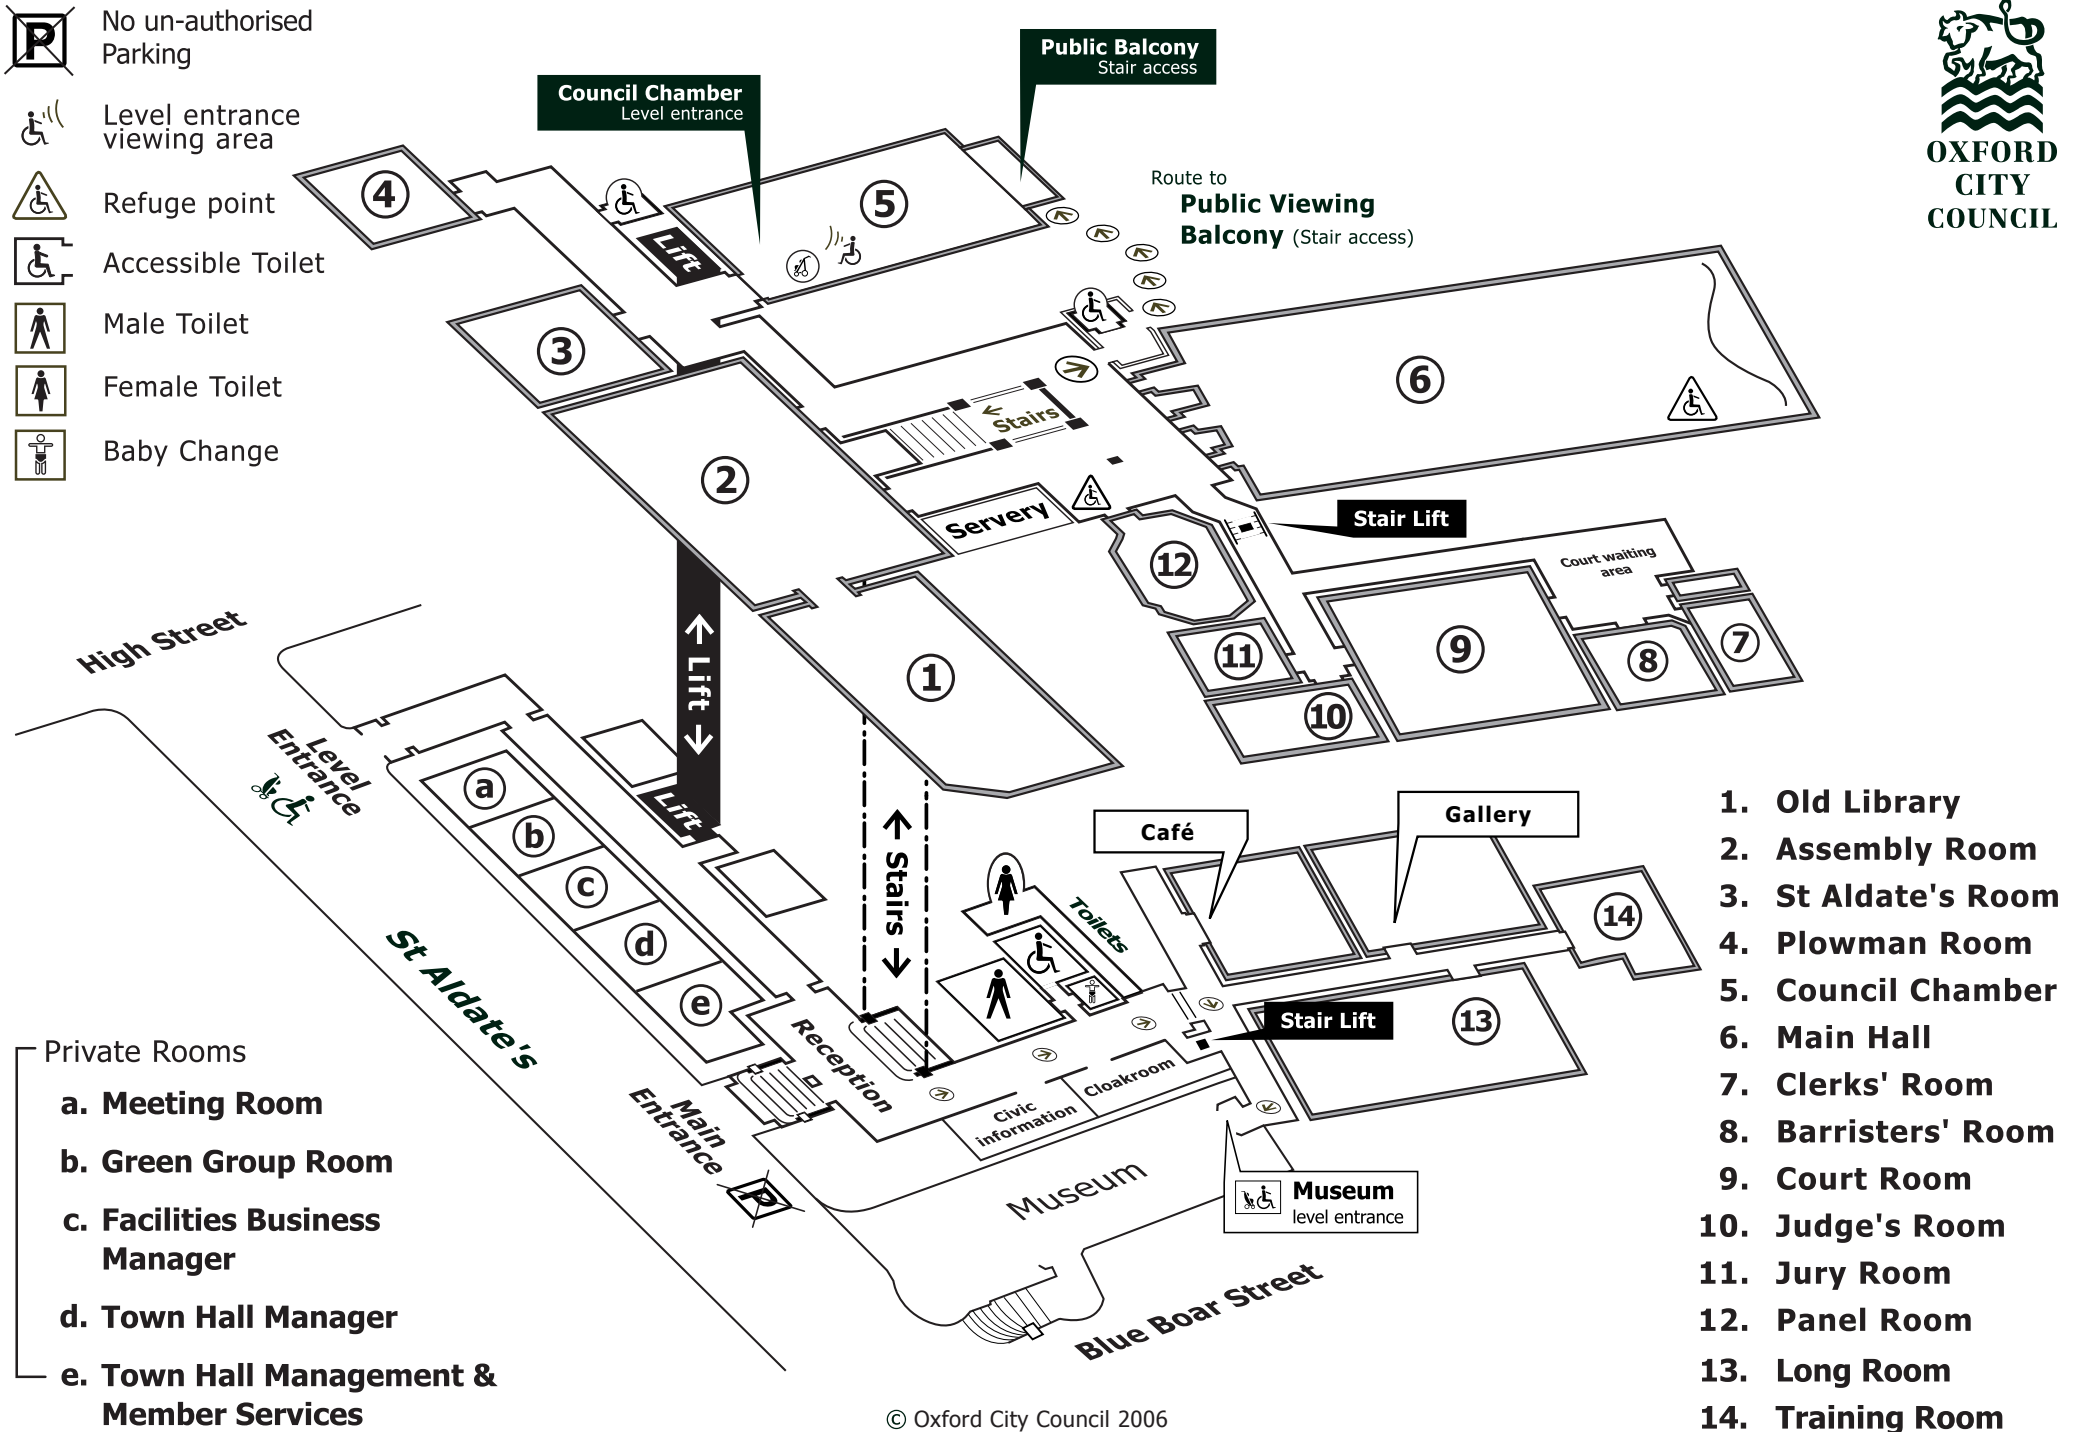 No un-authorised
Parking
Level entrance
viewing area
Refuge point
Accessible Toilet
Male Toilet
Female Toilet
Baby Change
P
Council Chamber
Level entrance
Public Balcony
Stair access
Route to
Public Viewing
Balcony (Stair access)
OXFORD
CITY
COUNCIL
4
5
Lift
3
6
2
Stairs
Servery
Stair Lift
12
Court waiting
area
11
9
8
7
10
1
Lift
Lift
High Street
Level
Entrance
a
b
c
d
e
St Aldate's
Stairs
Toilets
Café
Gallery
14
13
Stair Lift
Reception
Cloakroom
Civic
information
Main
Entrance
P
Museum
Museum
level entrance
Blue Boar Street
Private Rooms
a. Meeting Room
b. Green Group Room
c. Facilities Business
Manager
d. Town Hall Manager
e. Town Hall Management &
Member Services
1. Old Library
2. Assembly Room
3. St Aldate's Room
4. Plowman Room
5. Council Chamber
6. Main Hall
7. Clerks' Room
8. Barristers' Room
9. Court Room
10. Judge's Room
11. Jury Room
12. Panel Room
13. Long Room
14. Training Room
© Oxford City Council 2006